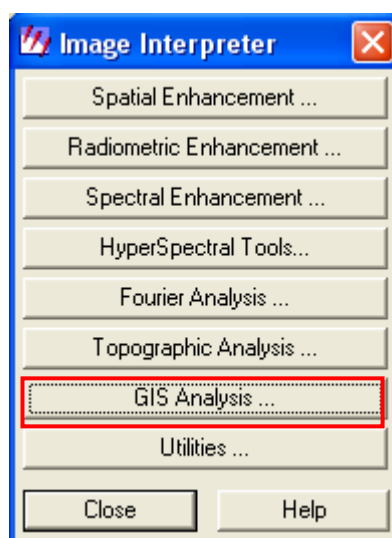 Image Interpreter
Spatial Enhancement ...
Radiometric Enhancement ...
Spectral Enhancement ...
HyperSpectral Tools...
Fourier Analysis ...
Topographic Analysis ...
GIS Analysis ...
Utilities ...
Close Help